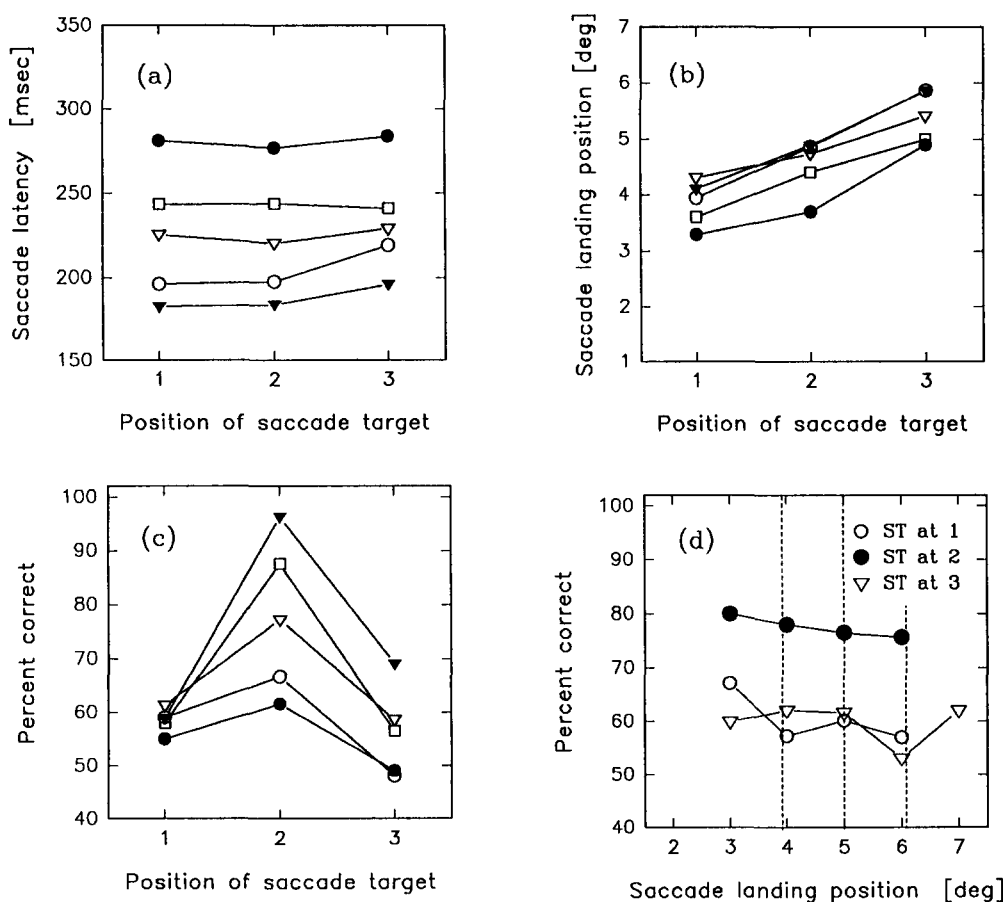 Saccade latency [msec]
350
300
250
200
150
(a)
1 2 3
Position of saccade target
Saccade landing position [deg]
7
6
5
4
3
2
1
(b)
1 2 3
Position of saccade target
Percent correct
100
90
80
70
60
50
40
(c)
1 2 3
Position of saccade target
Percent correct
100
90
80
70
60
50
40
(d)
ST at 1
ST at 2
ST at 3
2 3 4 5 6 7
Saccade landing position [deg]